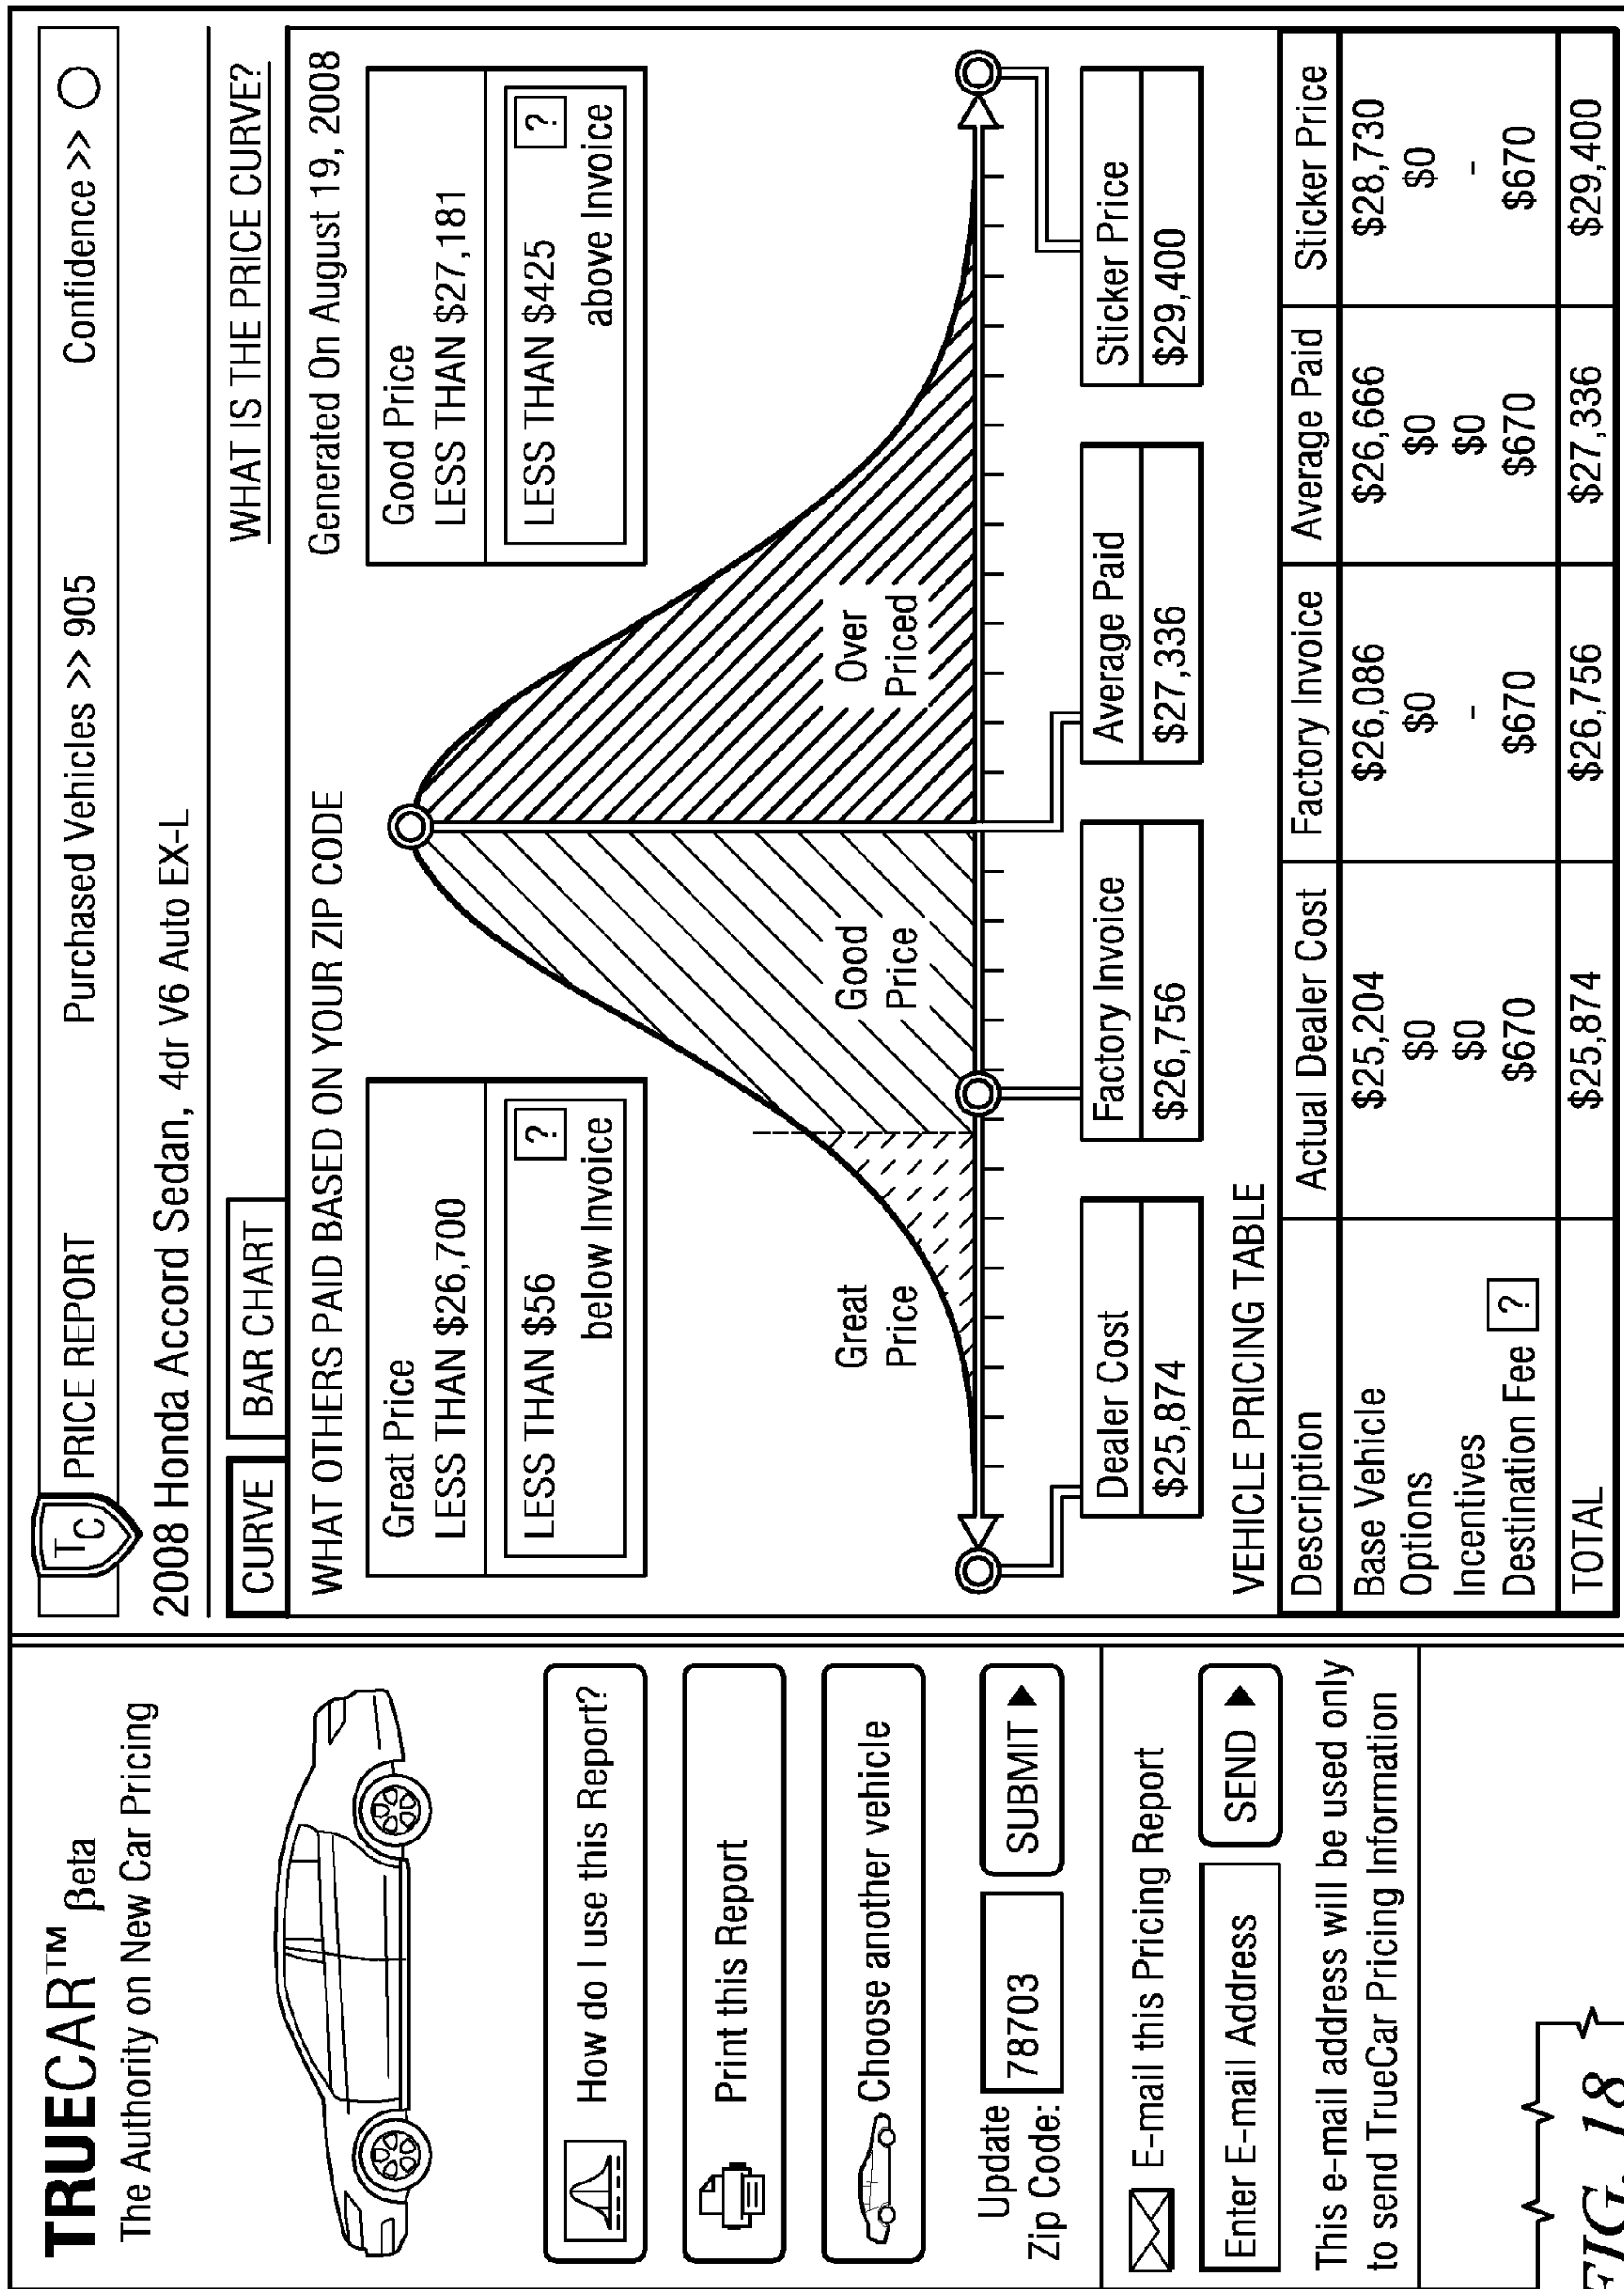 TRUECAR™ βeta
The Authority on New Car Pricing
How do I use this Report?
Print this Report
Choose another vehicle
Update
Zip Code:
78703
SUBMIT
E-mail this Pricing Report
Enter E-mail Address
SEND
This e-mail address will be used only
to send TrueCar Pricing Information
TC
PRICE REPORT
Purchased Vehicles >> 905
Confidence >>
2008 Honda Accord Sedan, 4dr V6 Auto EX-L
CURVE
BAR CHART
WHAT IS THE PRICE CURVE?
WHAT OTHERS PAID BASED ON YOUR ZIP CODE
Generated On August 19, 2008
Great Price
LESS THAN $26,700
LESS THAN $56 ?
below Invoice
Good Price
LESS THAN $27,181
LESS THAN $425 ?
above Invoice
Great
Price
Good
Price
Over
Priced
Dealer Cost
$25,874
Factory Invoice
$26,756
Average Paid
$27,336
Sticker Price
$29,400
VEHICLE PRICING TABLE
Description Actual Dealer Cost Factory Invoice Average Paid Sticker Price
Base Vehicle $25,204 $26,086 $26,666 $28,730
Options $0 $0 $0 $0
Incentives $0 - $0 -
Destination Fee ? $670 $670 $670 $670
TOTAL $25,874 $26,756 $27,336 $29,400
FIG. 18